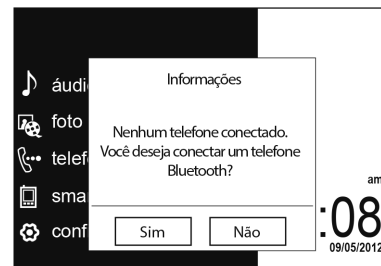 áudi
foto
telef
sma
conf
Informações
Nenhum telefone conectado.
Você deseja conectar um telefone
Bluetooth?
Sim
Não
am
:08
09/05/2012